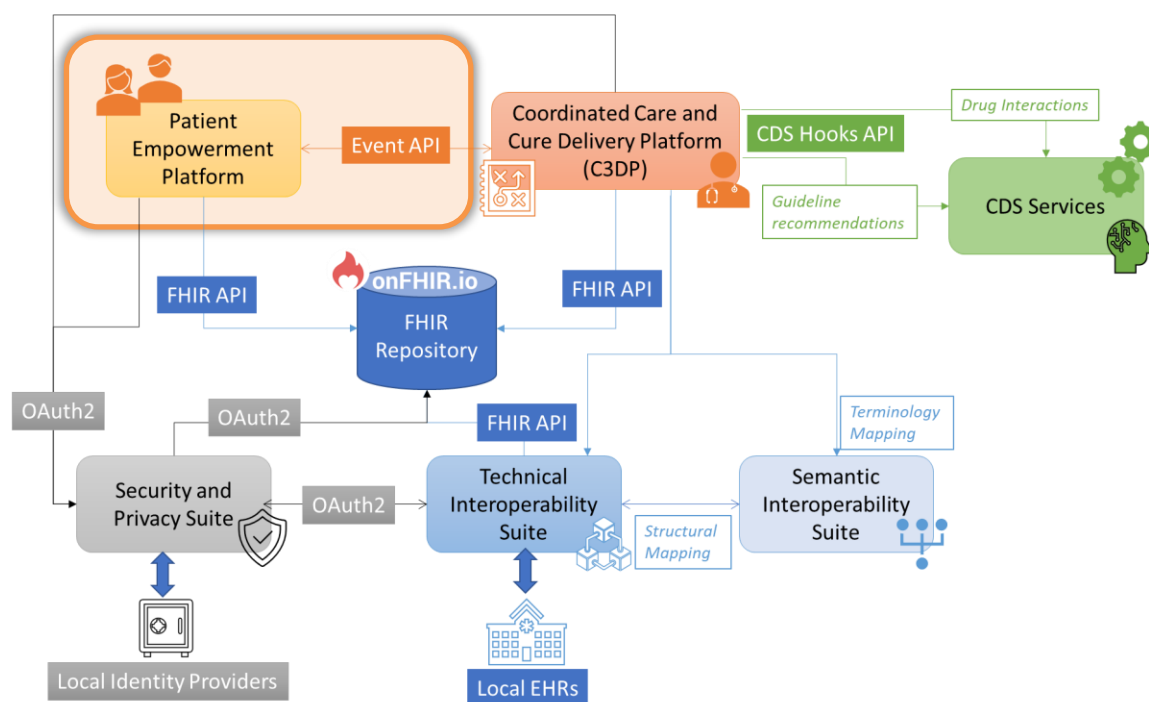 Patient
Empowerment
Platform
Event API
Coordinated Care and
Cure Delivery Platform
(C3DP)
CDS Hooks API
Drug Interactions
Guideline
recommendations
CDS Services
FHIR API
onFHIR.io
FHIR
Repository
FHIR API
OAuth2
OAuth2
FHIR API
Terminology
Mapping
Security and
Privacy Suite
OAuth2
Technical
Interoperability
Suite
Structural
Mapping
Semantic
Interoperability
Suite
Local Identity Providers
Local EHRs